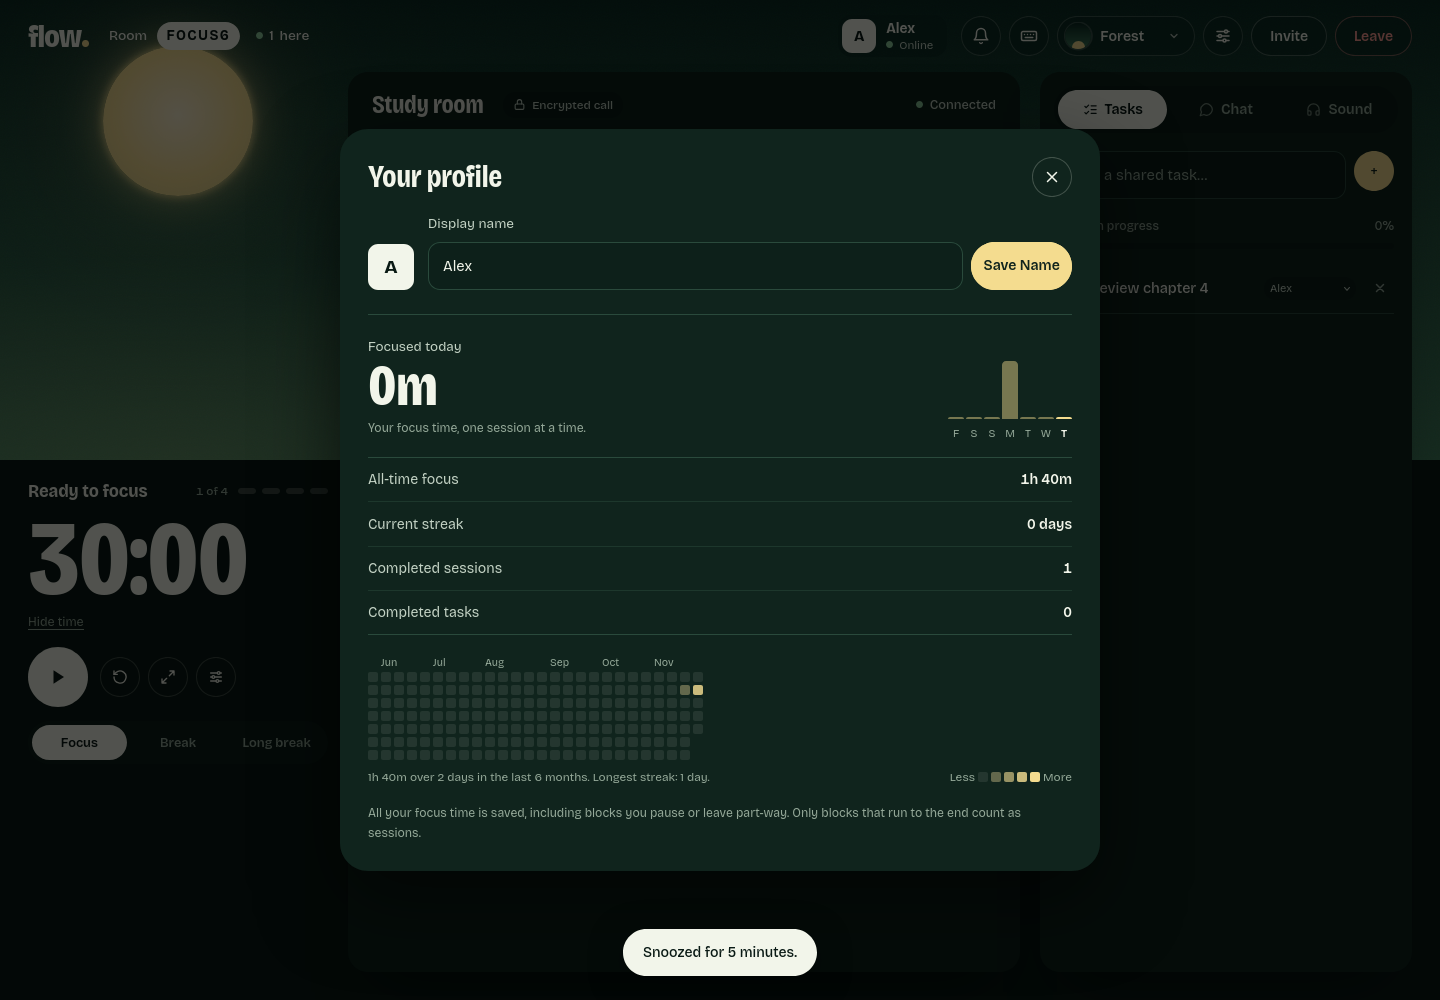 flow. Room FOCUS6 1 here
A Alex Online Forest Invite Leave
Study room Encrypted call Connected
Tasks Chat Sound
Your profile
Display name
A Alex Save Name
a shared task...
progress 0%
chapter 4 Alex
Focused today
0m
Your focus time, one session at a time.
F S S M T W T
All-time focus 1h 40m
Current streak 0 days
Completed sessions 1
Completed tasks 0
Jun Jul Aug Sep Oct Nov
1h 40m over 2 days in the last 6 months. Longest streak: 1 day.
Less More
All your focus time is saved, including blocks you pause or leave part-way. Only blocks that run to the end count as
sessions.
Ready to focus 1 of 4
30:00
Hide time
Focus Break Long break
Snoozed for 5 minutes.